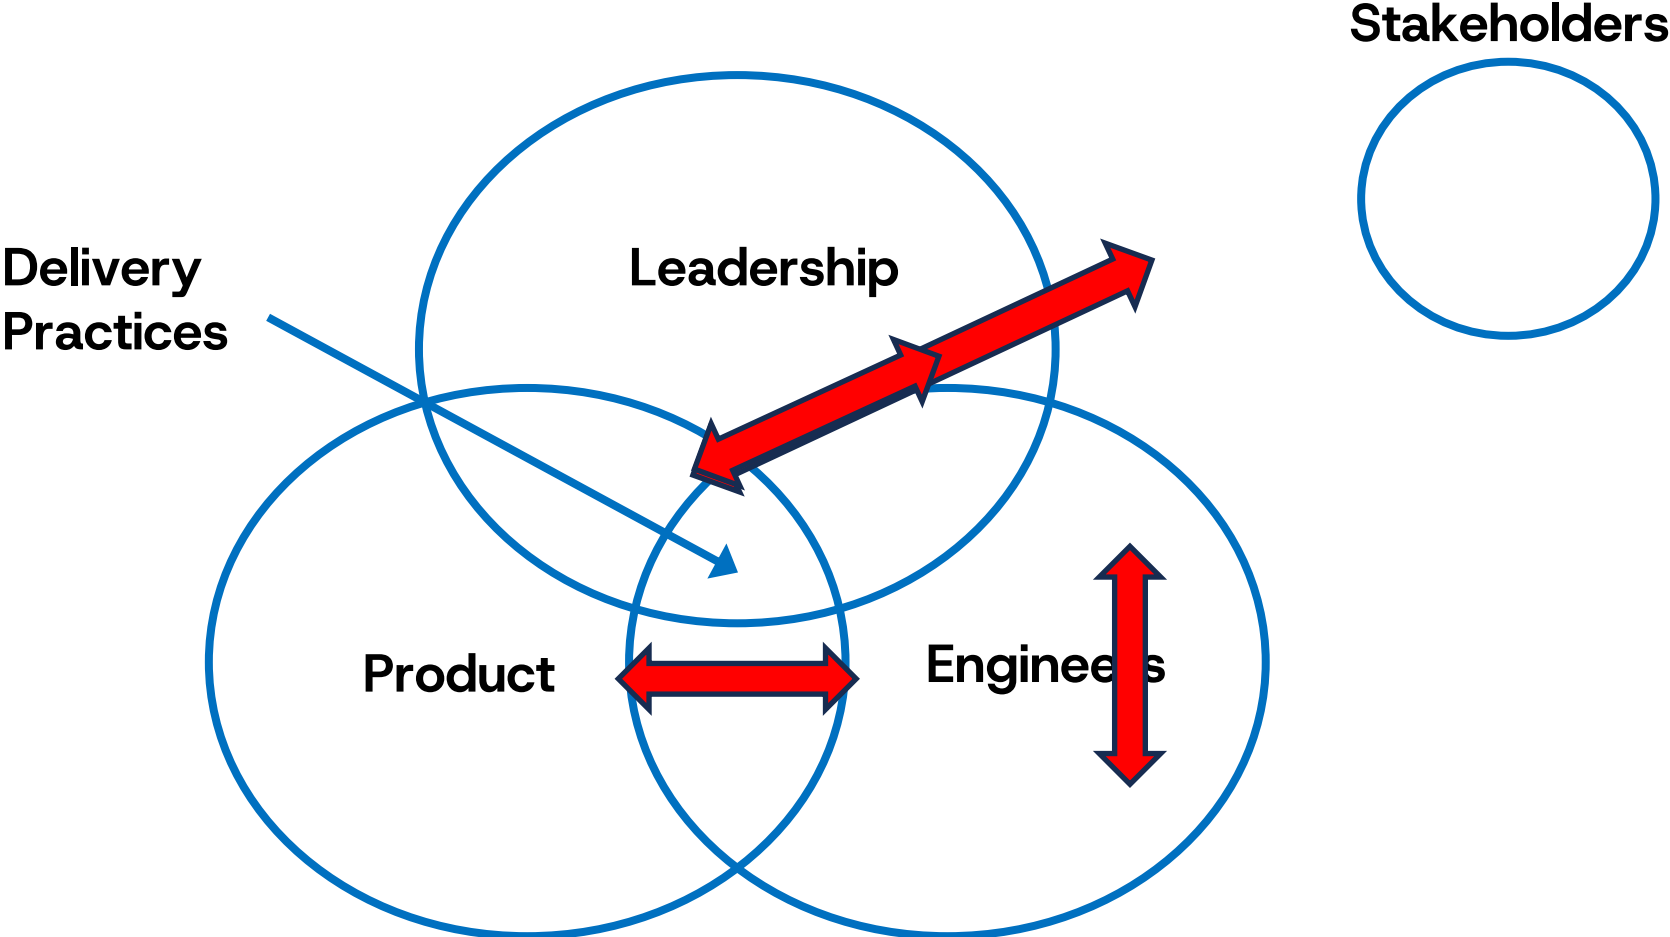 Stakeholders
Delivery
Practices
Leadership
Product
Engineers